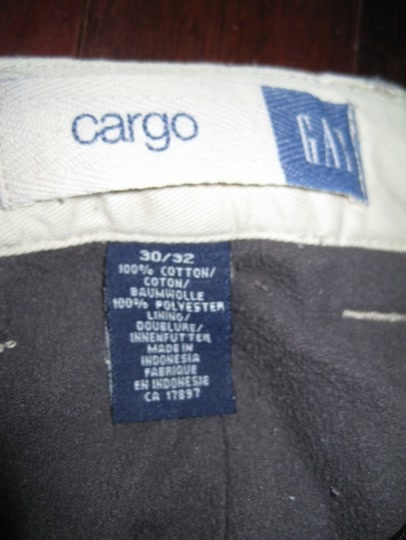 cargo
GAP
30/32
100% COTTON/
COTON/
BAUMWOLLE
100% POLYESTER
LINING/
DOUBLURE/
INNENFUTTER
MADE IN
INDONESIA
FABRIQUE
EN INDONESIE
CA 17897